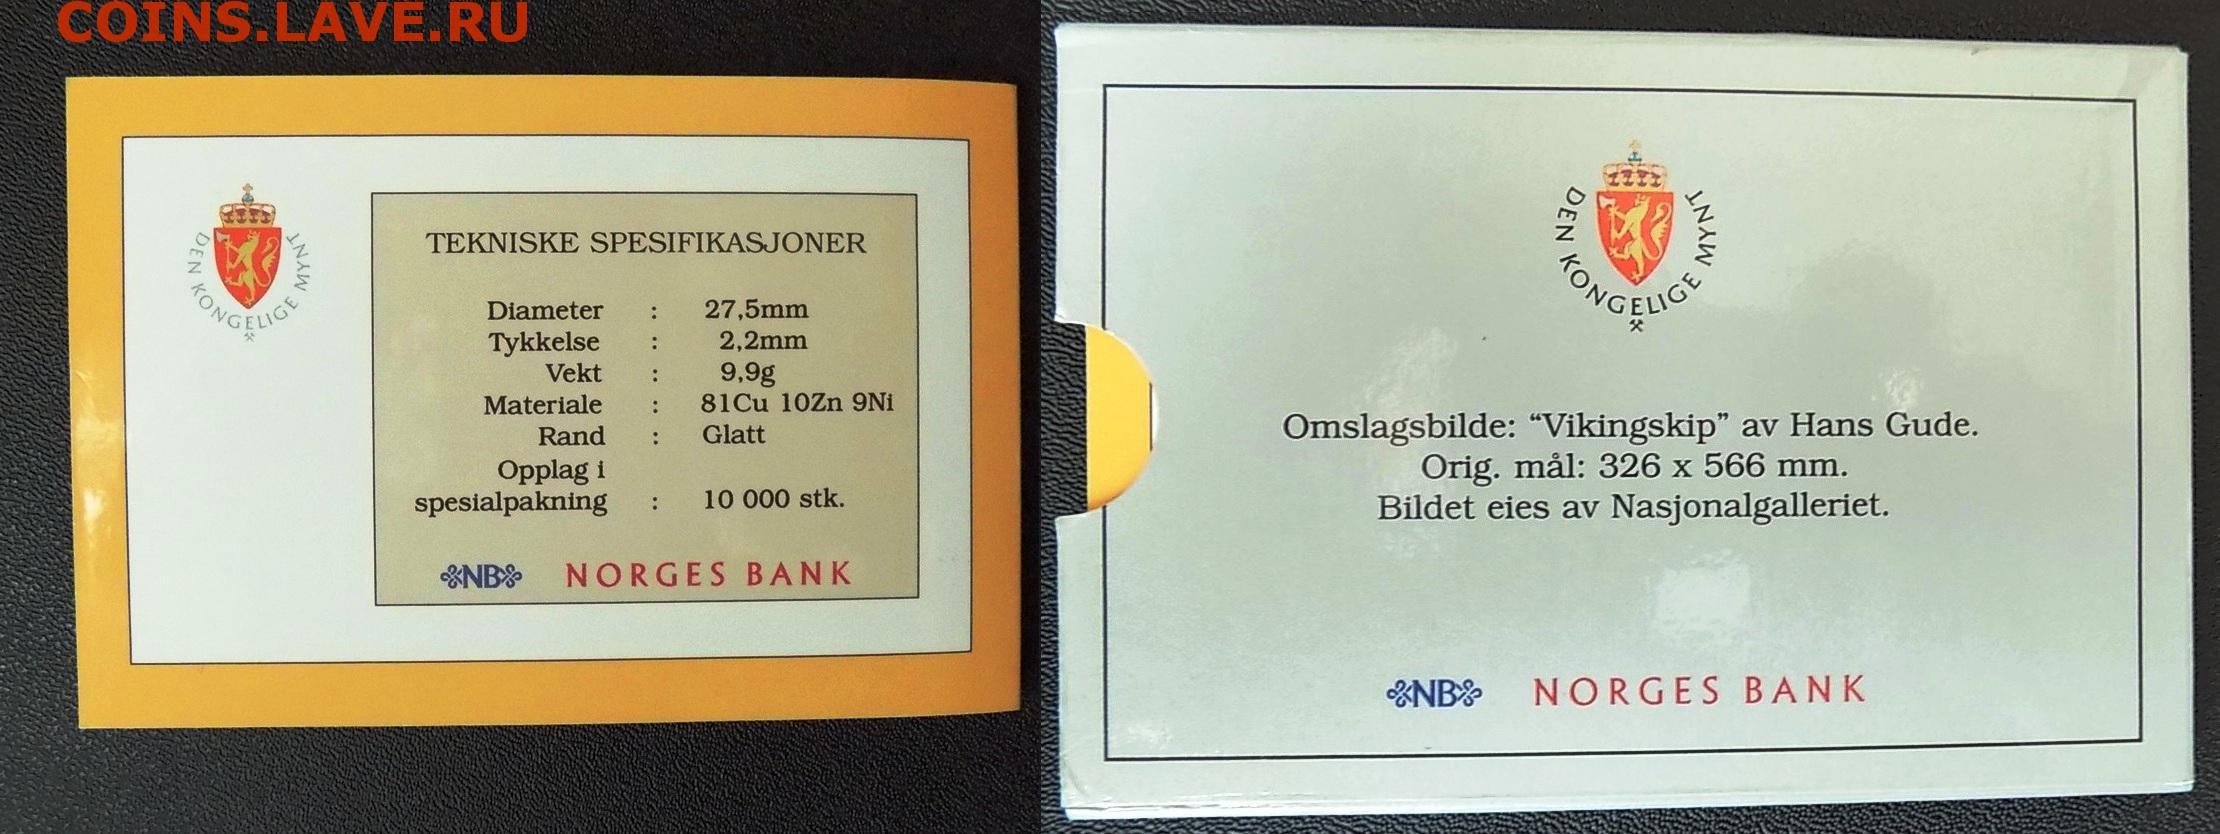 COINS.LAVE.RU
DEN KONGELIGE MYNT
TEKNISKE SPESIFIKASJONER
Diameter : 27,5mm
Tykkelse : 2,2mm
Vekt : 9,9g
Materiale : 81Cu 10Zn 9Ni
Rand : Glatt
Opplag i
spesialpakning : 10 000 stk.
NB NORGES BANK
DEN KONGELIGE MYNT
Omslagsbilde: “Vikingskip” av Hans Gude.
Orig. mål: 326 x 566 mm.
Bildet eies av Nasjonalgalleriet.
NB NORGES BANK